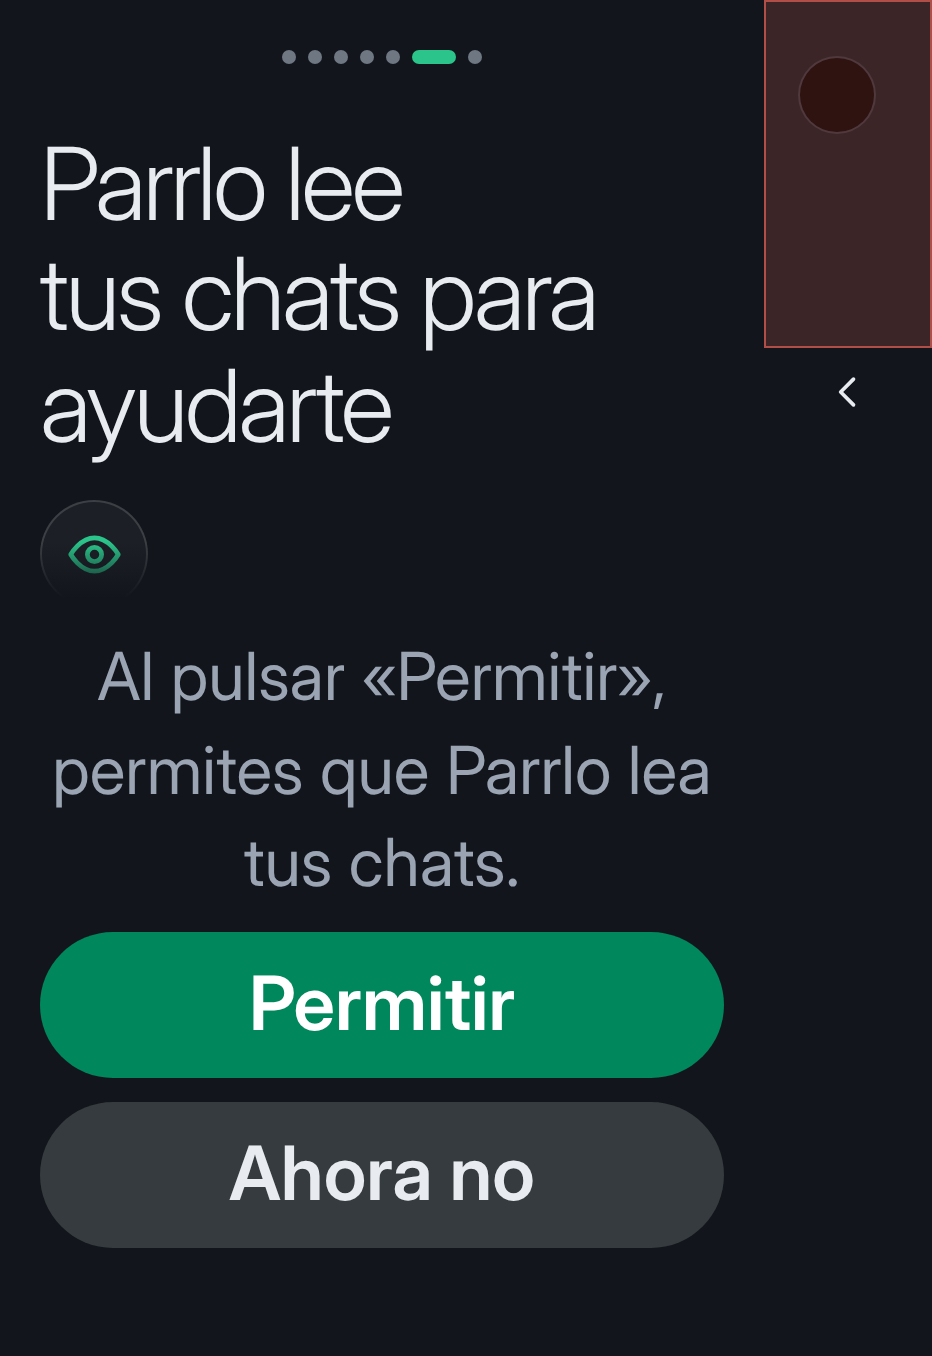 Parrlo lee
tus chats para
ayudarte
Al pulsar «Permitir»,
permites que Parrlo lea
tus chats.
Permitir
Ahora no